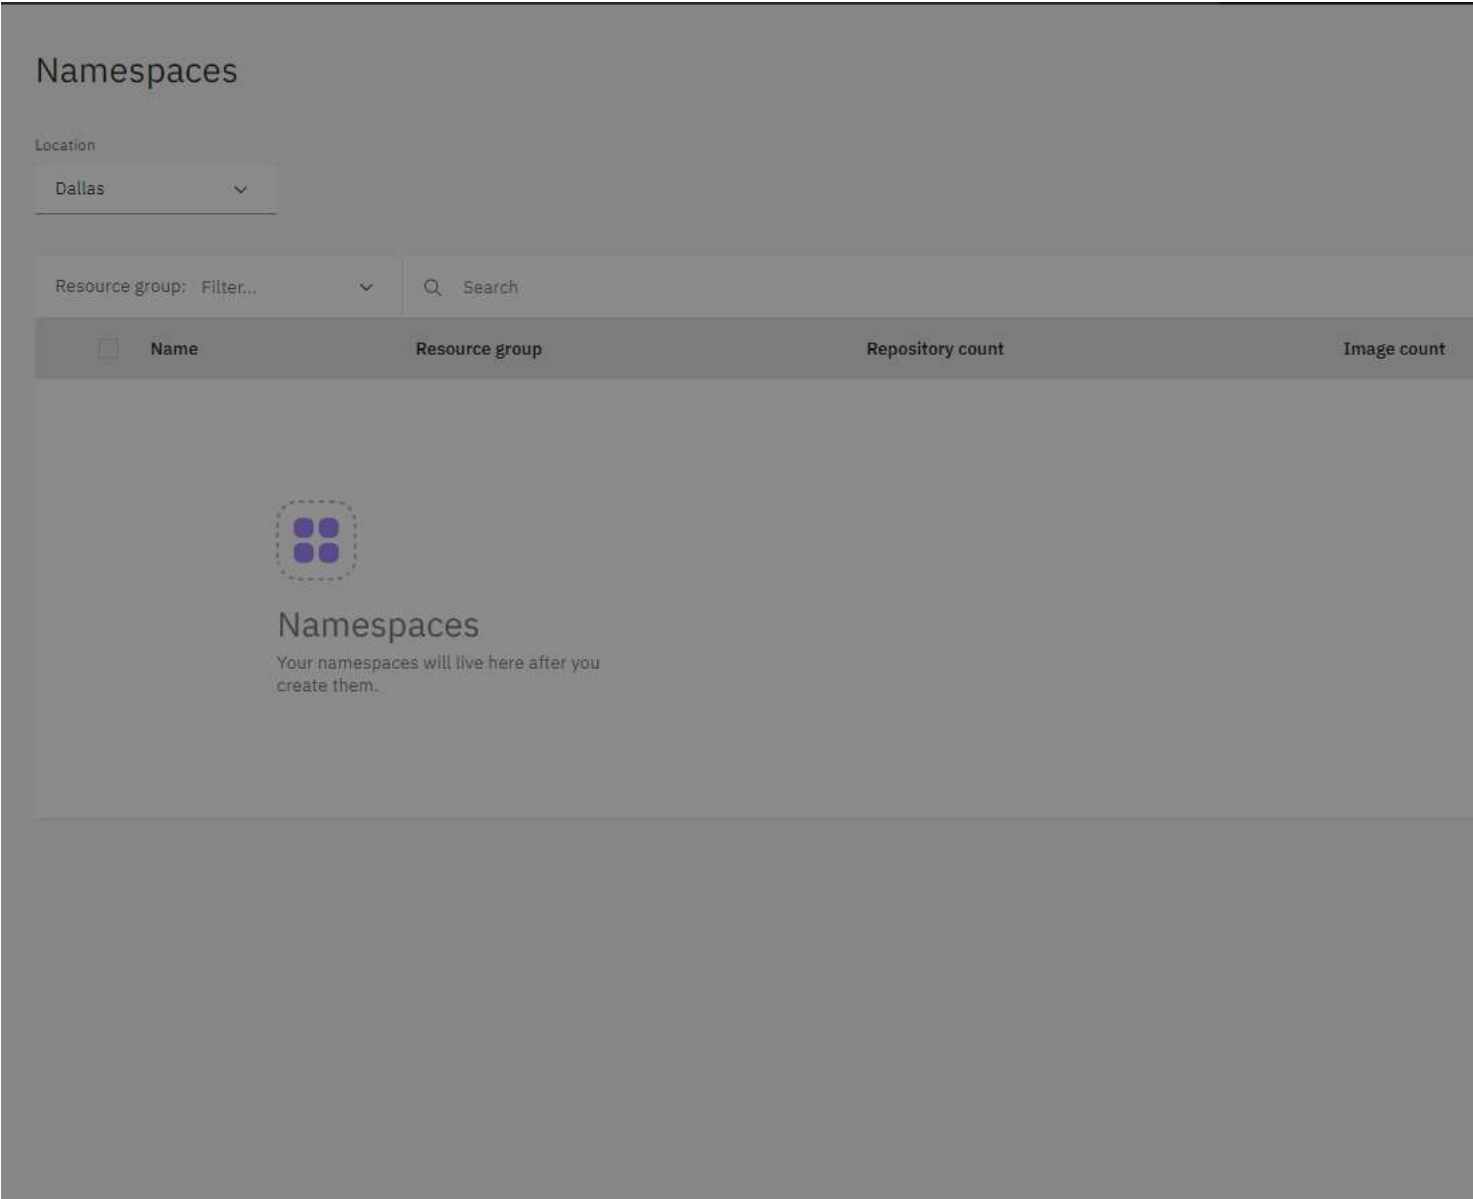 Namespaces
Location
Dallas
Resource group: Filter... Search
Name Resource group Repository count Image count
Namespaces
Your namespaces will live here after you
create them.